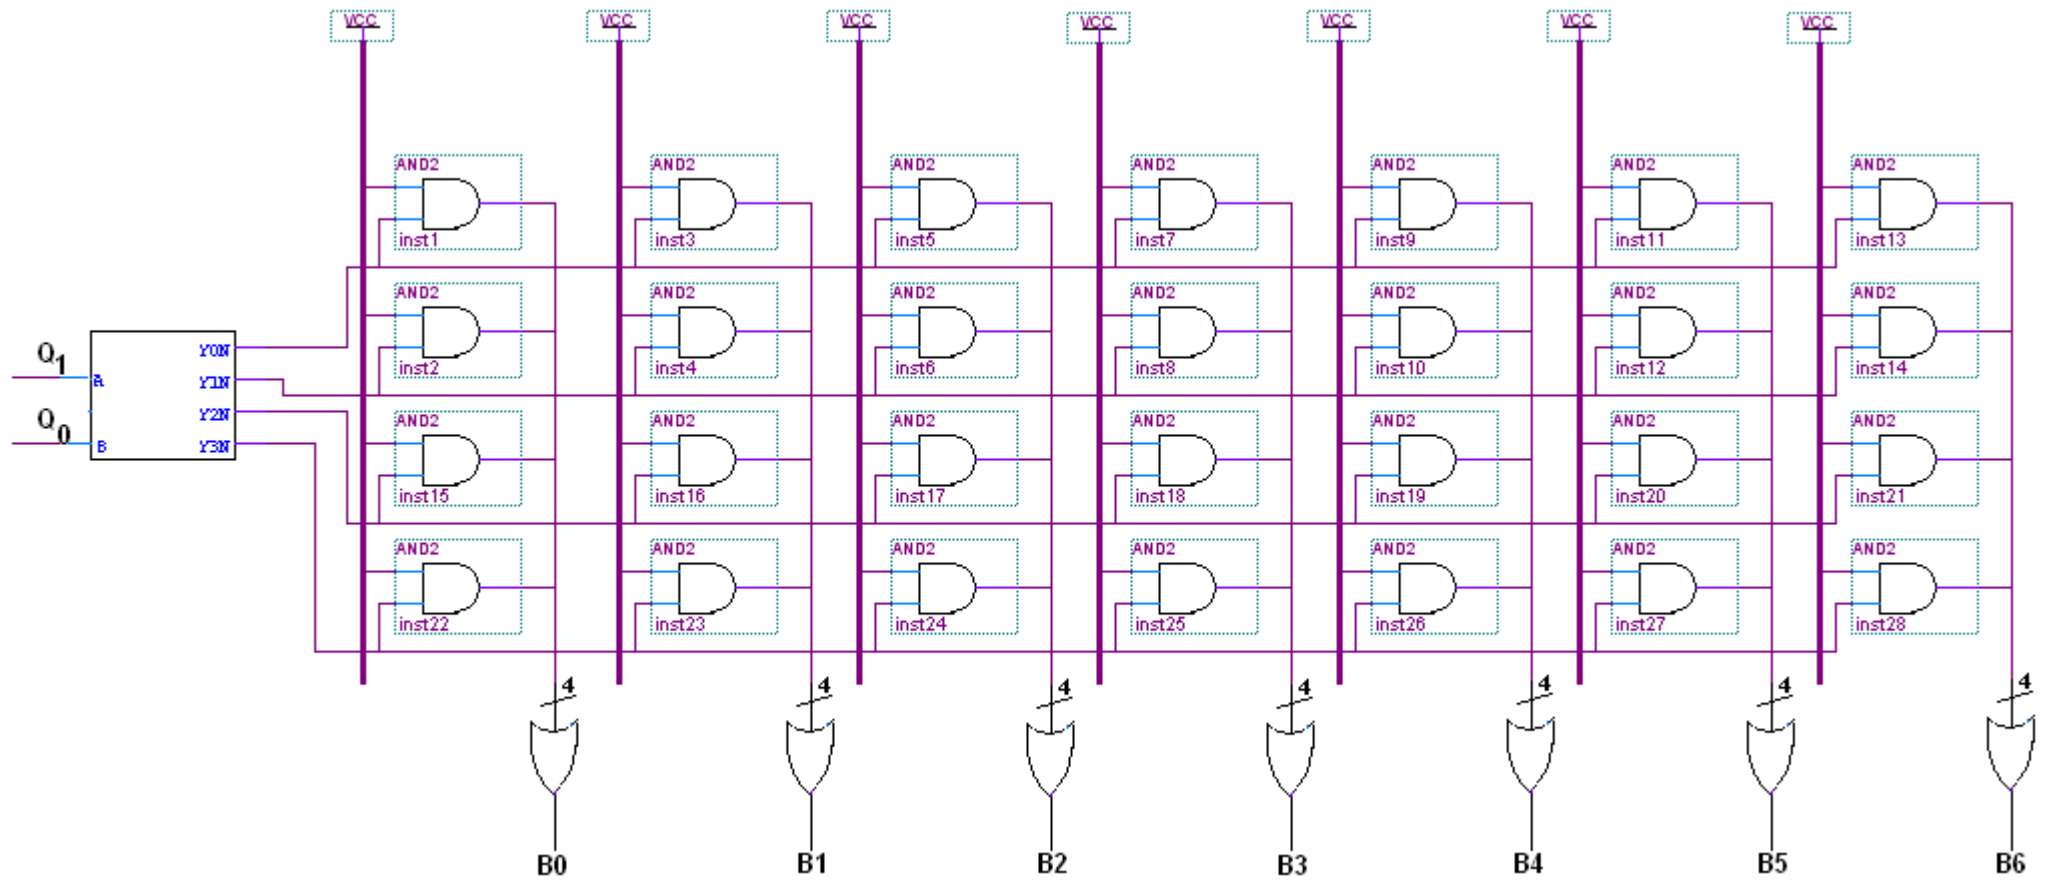 VCC VCC VCC VCC VCC VCC VCC
AND2 AND2 AND2 AND2 AND2 AND2 AND2
inst1 inst3 inst5 inst7 inst9 inst11 inst13
AND2 AND2 AND2 AND2 AND2 AND2 AND2
Q1 Y0N inst2 inst4 inst6 inst8 inst10 inst12 inst14
A Y1N
Q0 Y2N AND2 AND2 AND2 AND2 AND2 AND2 AND2
B Y3N
inst15 inst16 inst17 inst18 inst19 inst20 inst21
AND2 AND2 AND2 AND2 AND2 AND2 AND2
inst22 inst23 inst24 inst25 inst26 inst27 inst28
4 4 4 4 4 4 4
B0 B1 B2 B3 B4 B5 B6